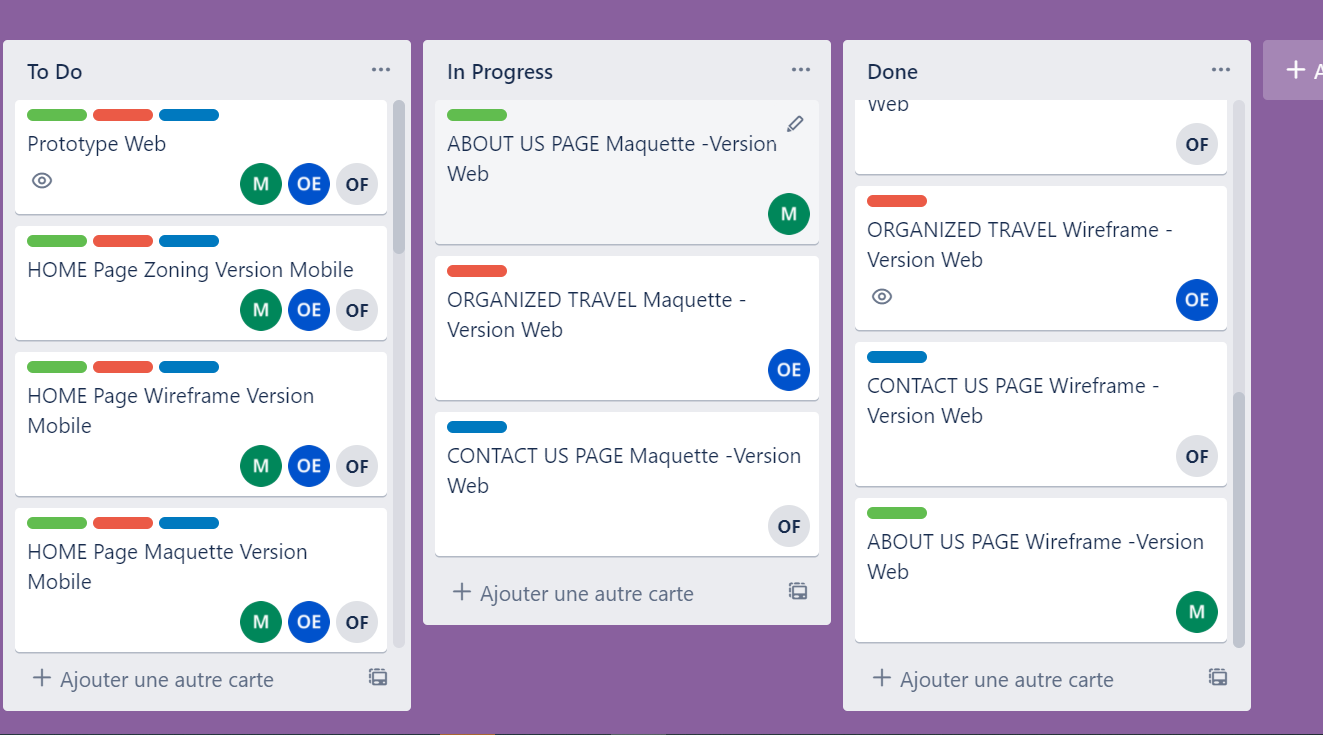 To Do
Prototype Web
M OE OF
HOME Page Zoning Version Mobile
M OE OF
HOME Page Wireframe Version
Mobile
M OE OF
HOME Page Maquette Version
Mobile
M OE OF
Ajouter une autre carte
In Progress
ABOUT US PAGE Maquette -Version
Web
M
ORGANIZED TRAVEL Maquette -
Version Web
OE
CONTACT US PAGE Maquette -Version
Web
OF
Ajouter une autre carte
Done
Web
OF
ORGANIZED TRAVEL Wireframe -
Version Web
OE
CONTACT US PAGE Wireframe -
Version Web
OF
ABOUT US PAGE Wireframe -Version
Web
M
Ajouter une autre carte